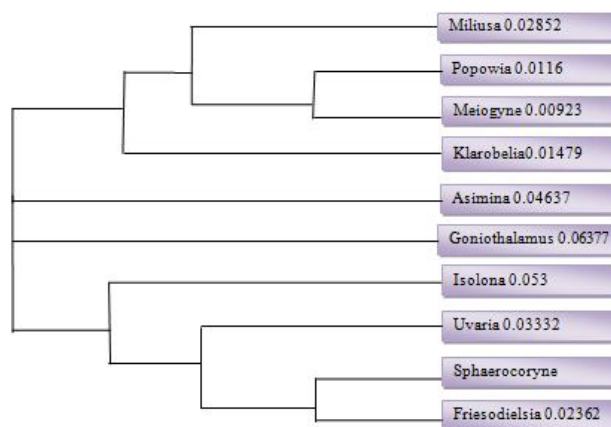 Miliusa 0.02852
Popowia 0.0116
Meiogyne 0.00923
Klarobelia0.01479
Asimina 0.04637
Goniothalamus 0.06377
Isolona 0.053
Uvaria 0.03332
Sphaerocoryne
Friesodielsia 0.02362